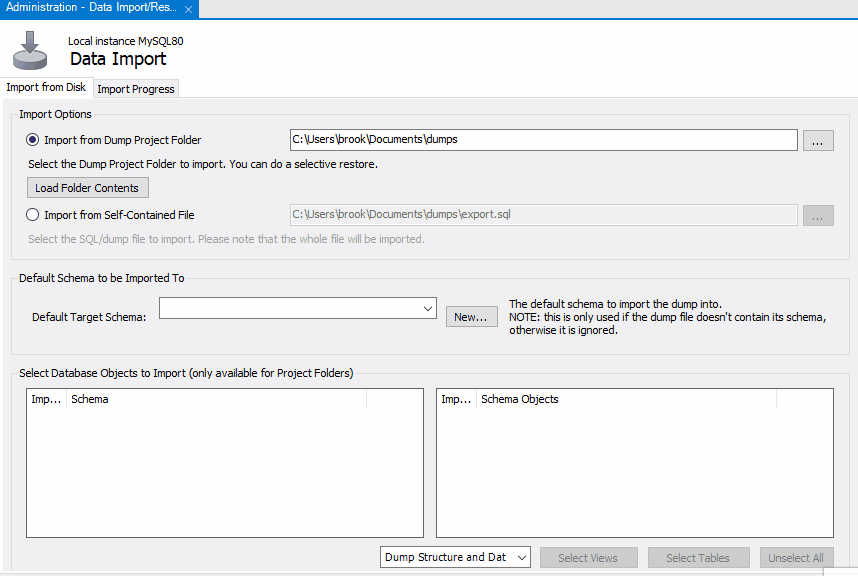 Administration - Data Import/Res...
Local instance MySQL80
Data Import
Import from Disk
Import Progress
Import Options
Import from Dump Project Folder
C:\Users\brook\Documents\dumps
...
Select the Dump Project Folder to import. You can do a selective restore.
Load Folder Contents
Import from Self-Contained File
C:\Users\brook\Documents\dumps\export.sql
...
Select the SQL/dump file to import. Please note that the whole file will be imported.
Default Schema to be Imported To
Default Target Schema:
New...
The default schema to import the dump into.
NOTE: this is only used if the dump file doesn't contain its schema,
otherwise it is ignored.
Select Database Objects to Import (only available for Project Folders)
Imp... Schema
Imp... Schema Objects
Dump Structure and Dat
Select Views
Select Tables
Unselect All